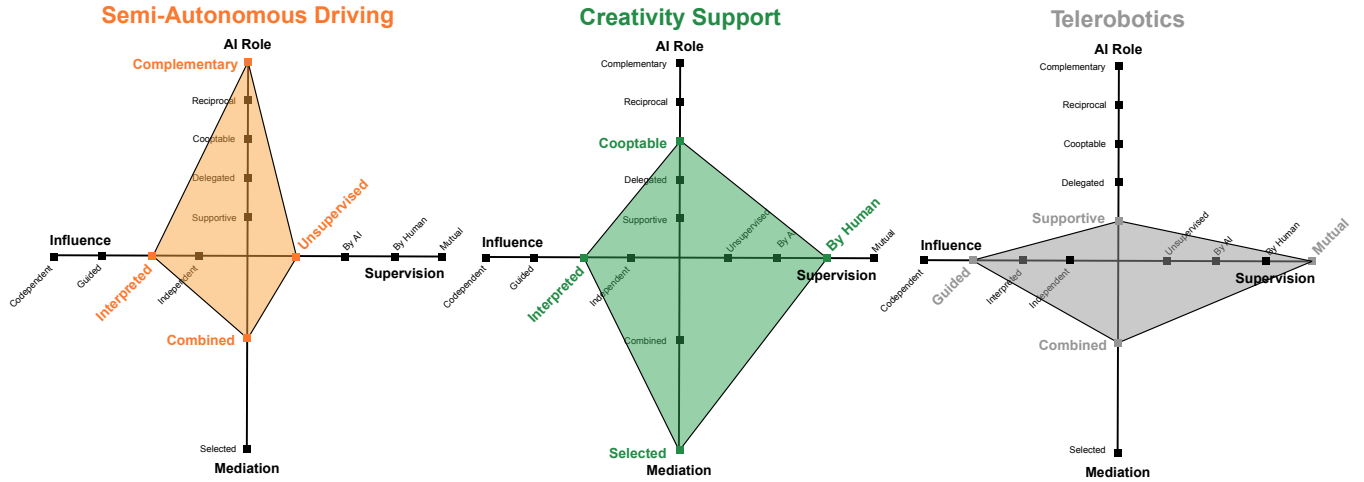 Semi-Autonomous Driving
AI Role
Complementary
Reciprocal
Cooptable
Delegated
Supportive
Influence
Codependent
Guided
Interpreted
Independent
Unsupervised
By AI
By Human
Mutual
Supervision
Combined
Selected
Mediation
Creativity Support
AI Role
Complementary
Reciprocal
Cooptable
Delegated
Supportive
Influence
Codependent
Guided
Interpreted
Independent
Unsupervised
By AI
By Human
Mutual
Supervision
Combined
Selected
Mediation
Telerobotics
AI Role
Complementary
Reciprocal
Cooptable
Delegated
Supportive
Influence
Codependent
Guided
Interpreted
Independent
Unsupervised
By AI
By Human
Mutual
Supervision
Combined
Selected
Mediation